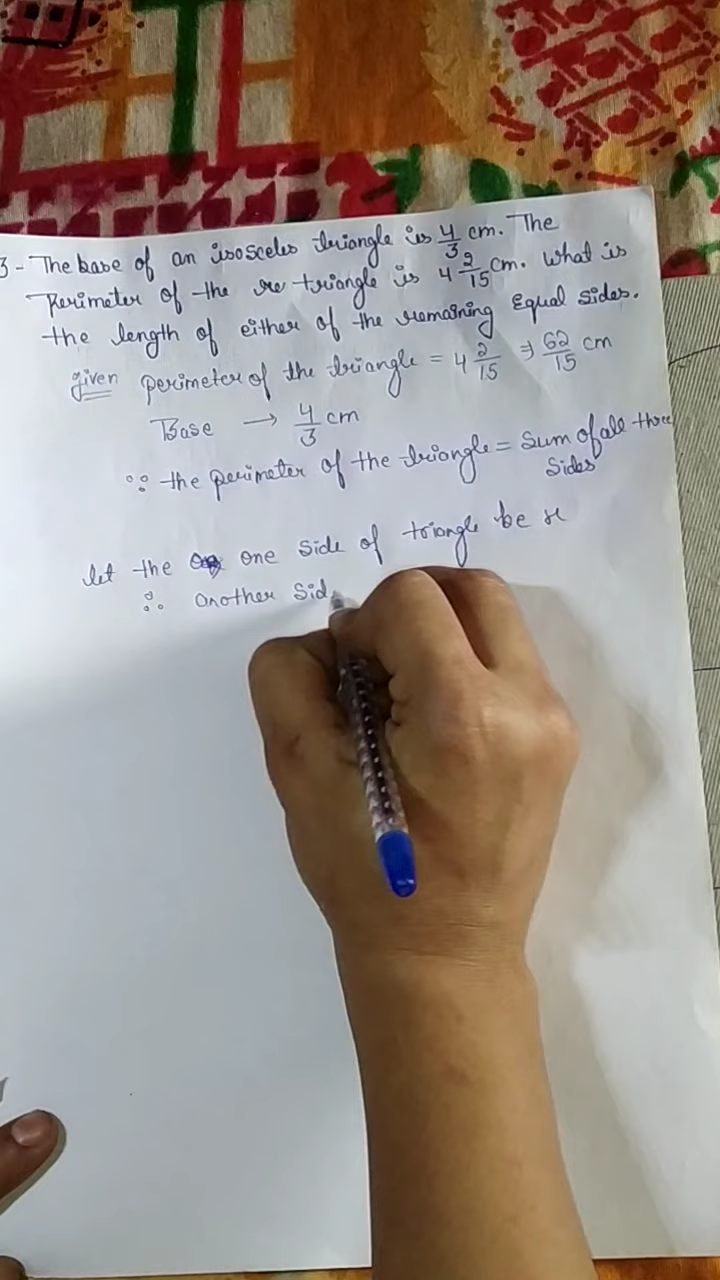 3- The base of an isosceles triangle is 4/3 cm. The
Perimeter of the triangle is 4 2/15 cm. What is
the length of either of the remaining equal sides.
given perimeter of the triangle = 4 2/15 ⇒ 62/15 cm
Base → 4/3 cm
∵ the perimeter of the triangle = Sum of all three
Sides
let the one side of triangle be x
∴ another Sid